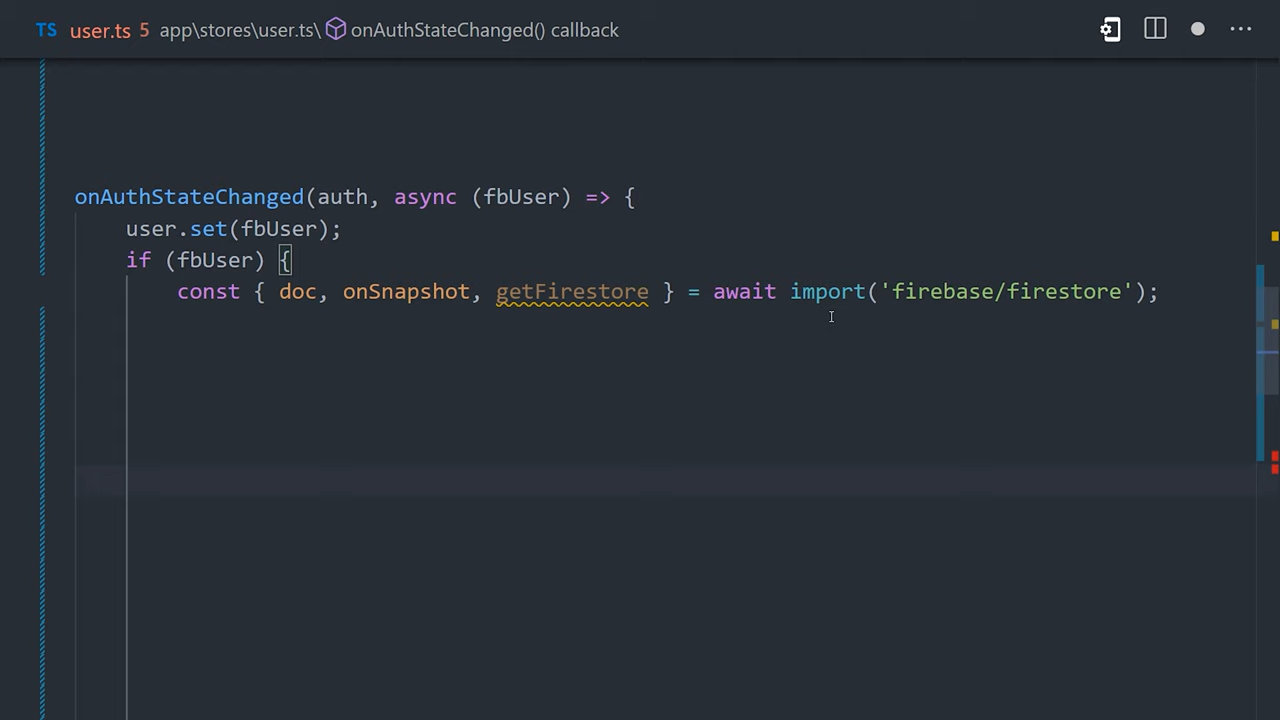 TS user.ts 5 app\stores\user.ts\ onAuthStateChanged() callback
onAuthStateChanged(auth, async (fbUser) => {
user.set(fbUser);
if (fbUser) {
const { doc, onSnapshot, getFirestore } = await import('firebase/firestore');